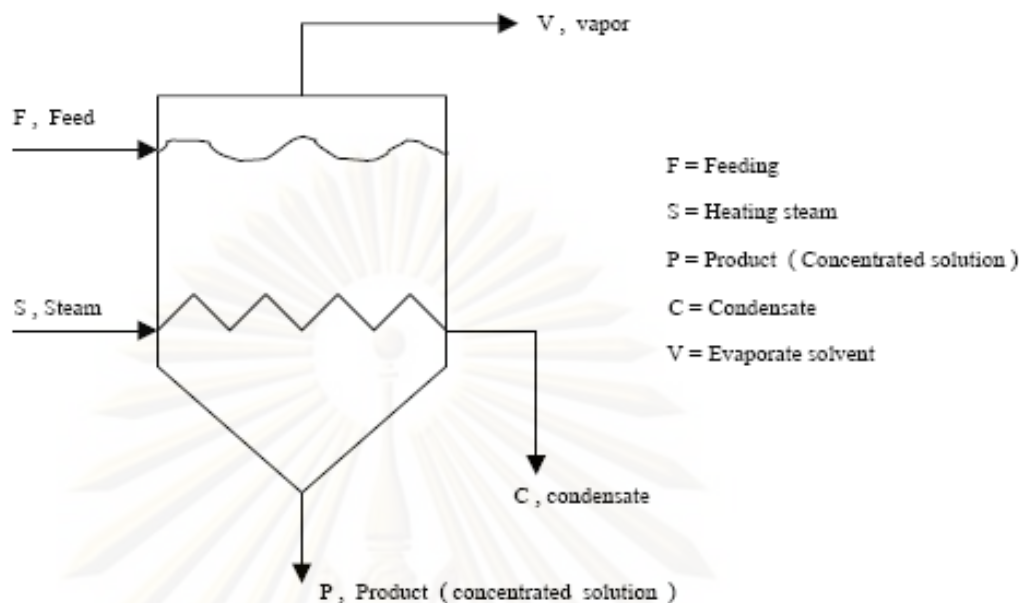 V , vapor
F , Feed
F = Feeding
S = Heating steam
P = Product ( Concentrated solution )
S , Steam
C = Condensate
V = Evaporate solvent
C , condensate
P , Product ( concentrated solution )